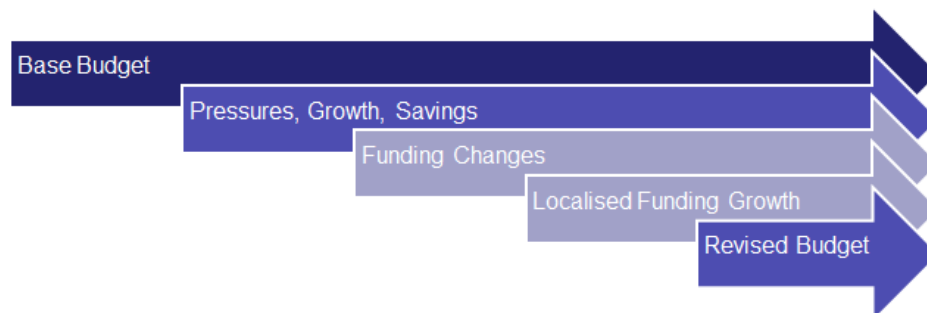 Base Budget
Pressures, Growth, Savings
Funding Changes
Localised Funding Growth
Revised Budget